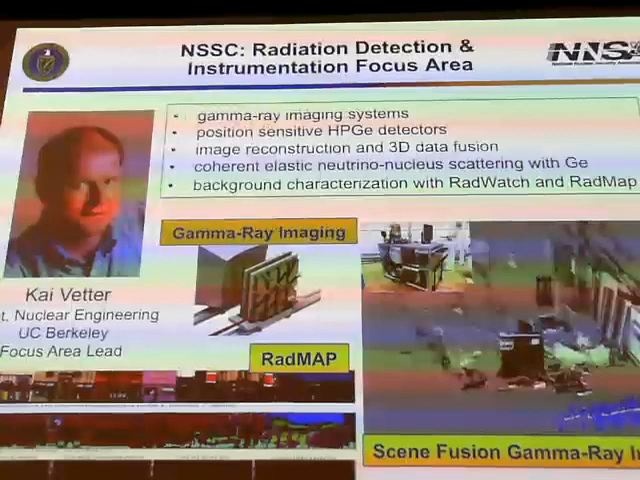 NSSC: Radiation Detection &
Instrumentation Focus Area
NNS
• gamma-ray imaging systems
• position sensitive HPGe detectors
• image reconstruction and 3D data fusion
• coherent elastic neutrino-nucleus scattering with Ge
• background characterization with RadWatch and RadMap
Gamma-Ray Imaging
Kai Vetter
t. Nuclear Engineering
UC Berkeley
Focus Area Lead
RadMAP
Scene Fusion Gamma-Ray I